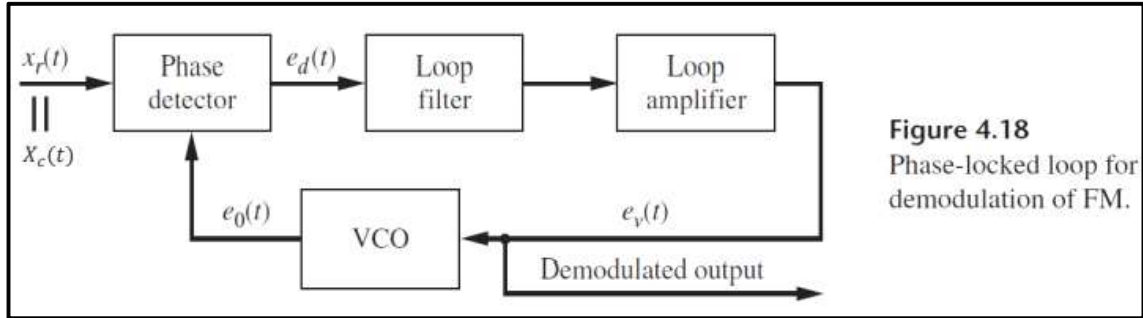 x_r(t)
||
X_c(t)
Phase
detector
e_d(t)
Loop
filter
Loop
amplifier
e_0(t)
VCO
e_v(t)
Demodulated output
Figure 4.18
Phase-locked loop for
demodulation of FM.